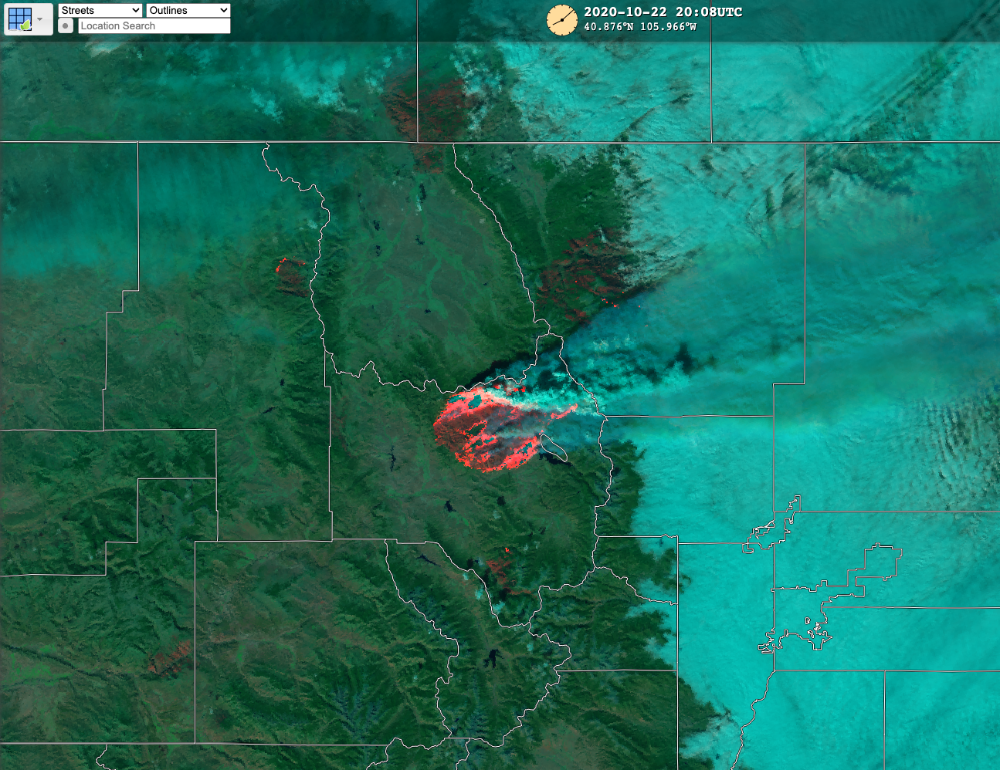 Streets
Outlines
Location Search
2020-10-22 20:08UTC
40.876°N 105.966°W